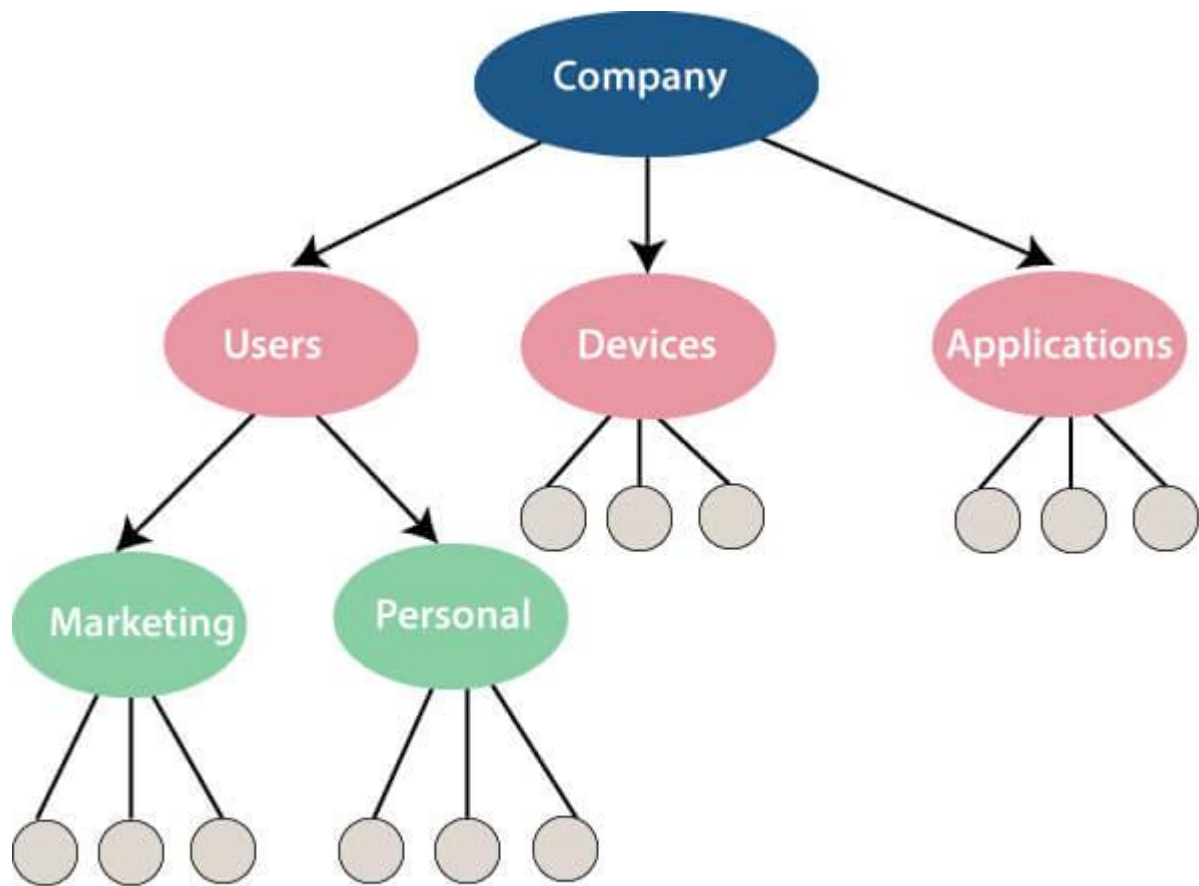 Company
Users
Devices
Applications
Marketing
Personal